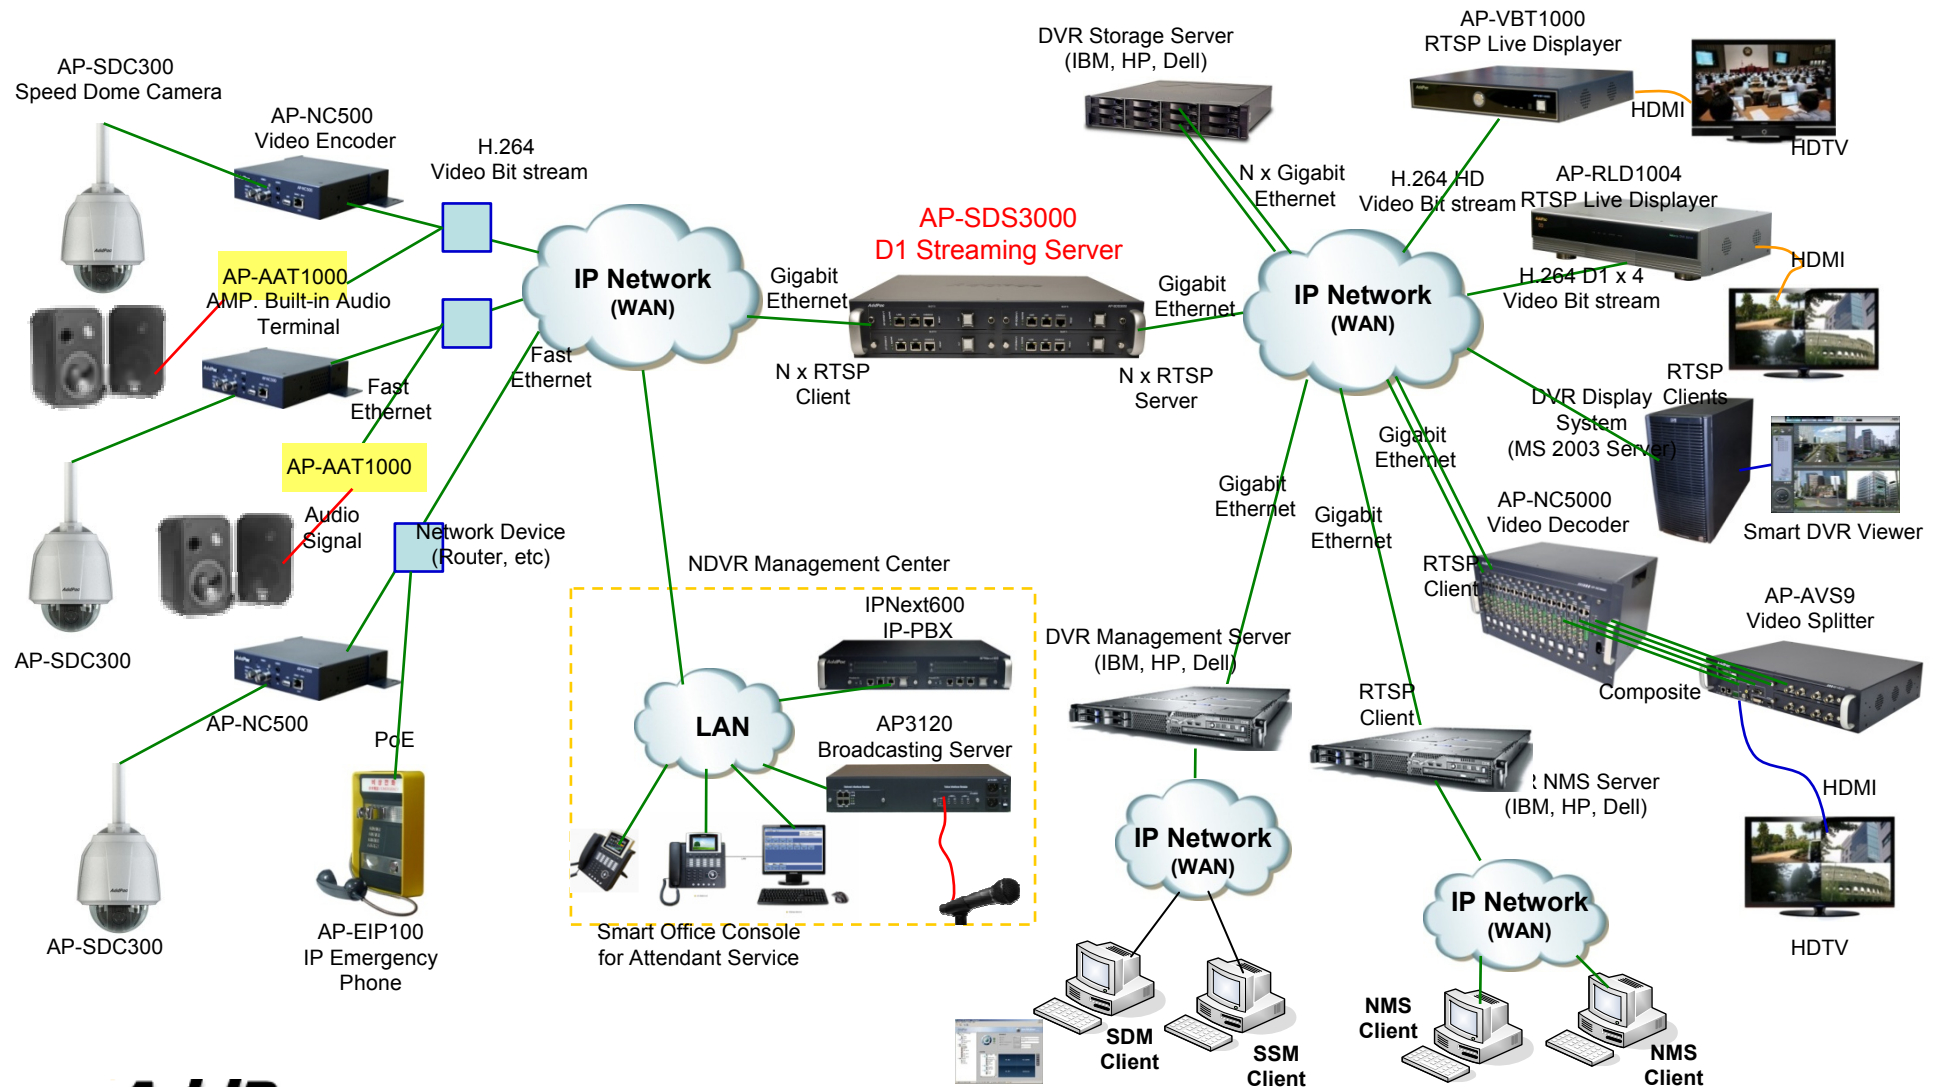 AP-SDC300
Speed Dome Camera
AP-NC500
Video Encoder
H.264
Video Bit stream
AP-AAT1000
AMP. Built-in Audio
Terminal
Fast
Ethernet
AP-AAT1000
Audio
Signal
AP-SDC300
AP-NC500
AP-SDC300
PoE
AP-EIP100
IP Emergency
Phone
Network Device
(Router, etc)
Fast
Ethernet
IP Network
(WAN)
Gigabit
Ethernet
N x RTSP
Client
AP-SDS3000
D1 Streaming Server
Gigabit
Ethernet
N x RTSP
Server
NDVR Management Center
IPNext600
IP-PBX
LAN
AP3120
Broadcasting Server
Smart Office Console
for Attendant Service
DVR Storage Server
(IBM, HP, Dell)
N x Gigabit
Ethernet
IP Network
(WAN)
AP-VBT1000
RTSP Live Displayer
HDMI
HDTV
H.264 HD
Video Bit stream
AP-RLD1004
RTSP Live Displayer
HDMI
H.264 D1 x 4
Video Bit stream
RTSP
Clients
DVR Display
System
(MS 2003 Server)
Smart DVR Viewer
Gigabit
Ethernet
Gigabit
Ethernet
Gigabit
Ethernet
AP-NC5000
Video Decoder
RTSP
Client
AP-AVS9
Video Splitter
Composite
HDMI
HDTV
DVR Management Server
(IBM, HP, Dell)
RTSP
Client
NMS Server
(IBM, HP, Dell)
IP Network
(WAN)
IP Network
(WAN)
SDM
Client
SSM
Client
NMS
Client
NMS
Client